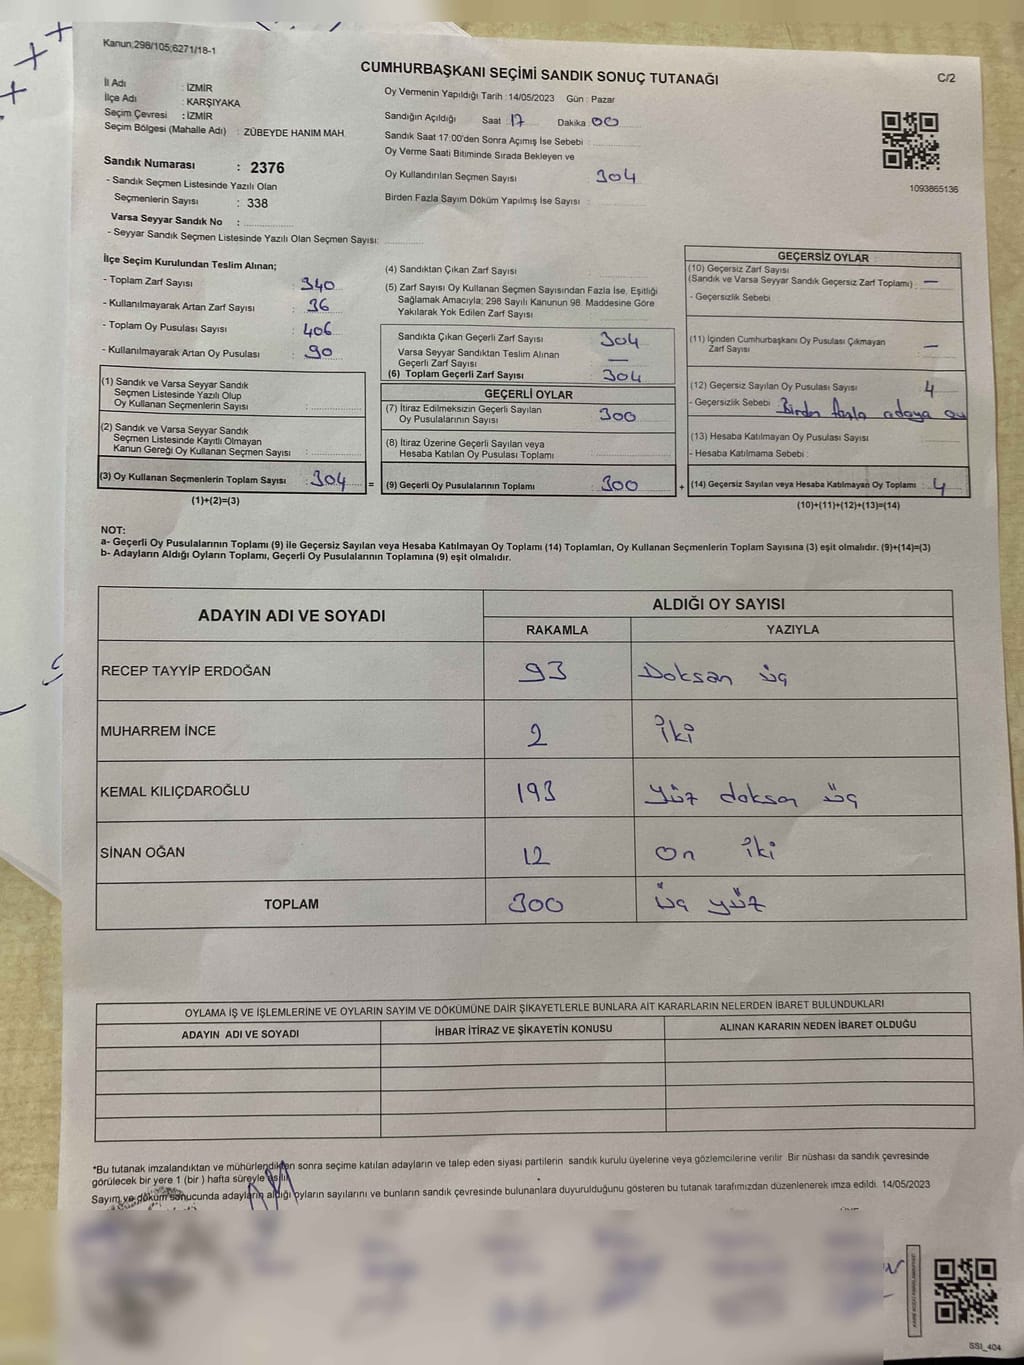 Kanun:298/105;6271/18-1
CUMHURBAŞKANI SEÇİMİ SANDIK SONUÇ TUTANAĞI
C/2
İl Adı : İZMİR
İlçe Adı : KARŞIYAKA
Seçim Çevresi : İZMİR
Seçim Bölgesi (Mahalle Adı) : ZÜBEYDE HANIM MAH.
Sandık Numarası : 2376
- Sandık Seçmen Listesinde Yazılı Olan
Seçmenlerin Sayısı : 338
Varsa Seyyar Sandık No :
- Seyyar Sandık Seçmen Listesinde Yazılı Olan Seçmen Sayısı:
Oy Vermenin Yapıldığı Tarih : 14/05/2023 Gün : Pazar
Sandığın Açıldığı Saat 17 Dakika 00
Sandık Saat 17:00'den Sonra Açımış İse Sebebi :
Oy Verme Saati Bitiminde Sırada Bekleyen ve
Oy Kullandırılan Seçmen Sayısı 304
Birden Fazla Sayım Döküm Yapılmış İse Sayısı :
1093865136
İlçe Seçim Kurulundan Teslim Alınan;
- Toplam Zarf Sayısı : 340
- Kullanılmayarak Artan Zarf Sayısı : 36
- Toplam Oy Pusulası Sayısı : 406
- Kullanılmayarak Artan Oy Pusulası : 90
(1) Sandık ve Varsa Seyyar Sandık
Seçmen Listesinde Yazılı Olup
Oy Kullanan Seçmenlerin Sayısı :
(2) Sandık ve Varsa Seyyar Sandık
Seçmen Listesinde Kayıtlı Olmayan
Kanun Gereği Oy Kullanan Seçmen Sayısı :
(3) Oy Kullanan Seçmenlerin Toplam Sayısı : 304 =
(1)+(2)=(3)
(4) Sandıktan Çıkan Zarf Sayısı :
(5) Zarf Sayısı Oy Kullanan Seçmen Sayısından Fazla İse, Eşitliği
Sağlamak Amacıyla; 298 Sayılı Kanunun 98. Maddesine Göre
Yakılarak Yok Edilen Zarf Sayısı :
Sandıkta Çıkan Geçerli Zarf Sayısı : 304
Varsa Seyyar Sandıktan Teslim Alınan
Geçerli Zarf Sayısı : —
(6) Toplam Geçerli Zarf Sayısı : 304
GEÇERLİ OYLAR
(7) İtiraz Edilmeksizin Geçerli Sayılan
Oy Pusulalarının Sayısı : 300
(8) İtiraz Üzerine Geçerli Sayılan veya
Hesaba Katılan Oy Pusulası Toplamı :
(9) Geçerli Oy Pusulalarının Toplamı : 300 +
GEÇERSİZ OYLAR
(10) Geçersiz Zarf Sayısı
(Sandık ve Varsa Seyyar Sandık Geçersiz Zarf Toplamı) : —
- Geçersizlik Sebebi
(11) İçinden Cumhurbaşkanı Oy Pusulası Çıkmayan
Zarf Sayısı : —
(12) Geçersiz Sayılan Oy Pusulası Sayısı : 4
- Geçersizlik Sebebi : Birden fazla adaya oy
(13) Hesaba Katılmayan Oy Pusulası Sayısı :
- Hesaba Katılmama Sebebi :
(14) Geçersiz Sayılan veya Hesaba Katılmayan Oy Toplamı : 4
(10)+(11)+(12)+(13)=(14)
NOT:
a- Geçerli Oy Pusulalarının Toplamı (9) ile Geçersiz Sayılan veya Hesaba Katılmayan Oy Toplamı (14) Toplamları, Oy Kullanan Seçmenlerin Toplam Sayısına (3) eşit olmalıdır. (9)+(14)=(3)
b- Adayların Aldığı Oyların Toplamı, Geçerli Oy Pusulalarının Toplamına (9) eşit olmalıdır.
ADAYIN ADI VE SOYADI ALDIĞI OY SAYISI
RAKAMLA YAZIYLA
RECEP TAYYİP ERDOĞAN 93 Doksan üç
MUHARREM İNCE 2 İki
KEMAL KILIÇDAROĞLU 193 Yüz doksan üç
SİNAN OĞAN 12 On iki
TOPLAM 300 üç yüz
OYLAMA İŞ VE İŞLEMLERİNE VE OYLARIN SAYIM VE DÖKÜMÜNE DAİR ŞİKAYETLERLE BUNLARA AİT KARARLARIN NELERDEN İBARET BULUNDUKLARI
ADAYIN ADI VE SOYADI İHBAR İTİRAZ VE ŞİKAYETİN KONUSU ALINAN KARARIN NEDEN İBARET OLDUĞU
*Bu tutanak imzalandıktan ve mühürlendikten sonra seçime katılan adayların ve talep eden siyasi partilerin sandık kurulu üyelerine veya gözlemcilerine verilir. Bir nüshası da sandık çevresinde
görülecek bir yere 1 (bir ) hafta süreyle asılır.
Sayım ve döküm sonucunda adayların aldığı oyların sayılarını ve bunların sandık çevresinde bulunanlara duyurulduğunu gösteren bu tutanak tarafımızdan düzenlenerek imza edildi. 14/05/2023
SSI_404